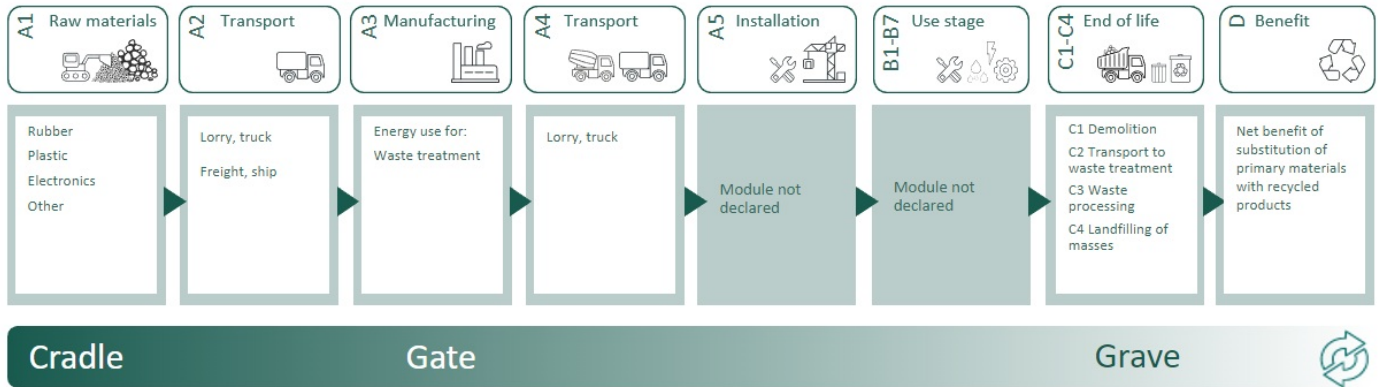 A1 Raw materials
A2 Transport
A3 Manufacturing
A4 Transport
A5 Installation
B1-B7 Use stage
C1-C4 End of life
D Benefit
Rubber
Plastic
Electronics
Other
Lorry, truck
Freight, ship
Energy use for:
Waste treatment
Lorry, truck
Module not
declared
Module not
declared
C1 Demolition
C2 Transport to
waste treatment
C3 Waste
processing
C4 Landfilling of
masses
Net benefit of
substitution of
primary materials
with recycled
products
Cradle
Gate
Grave